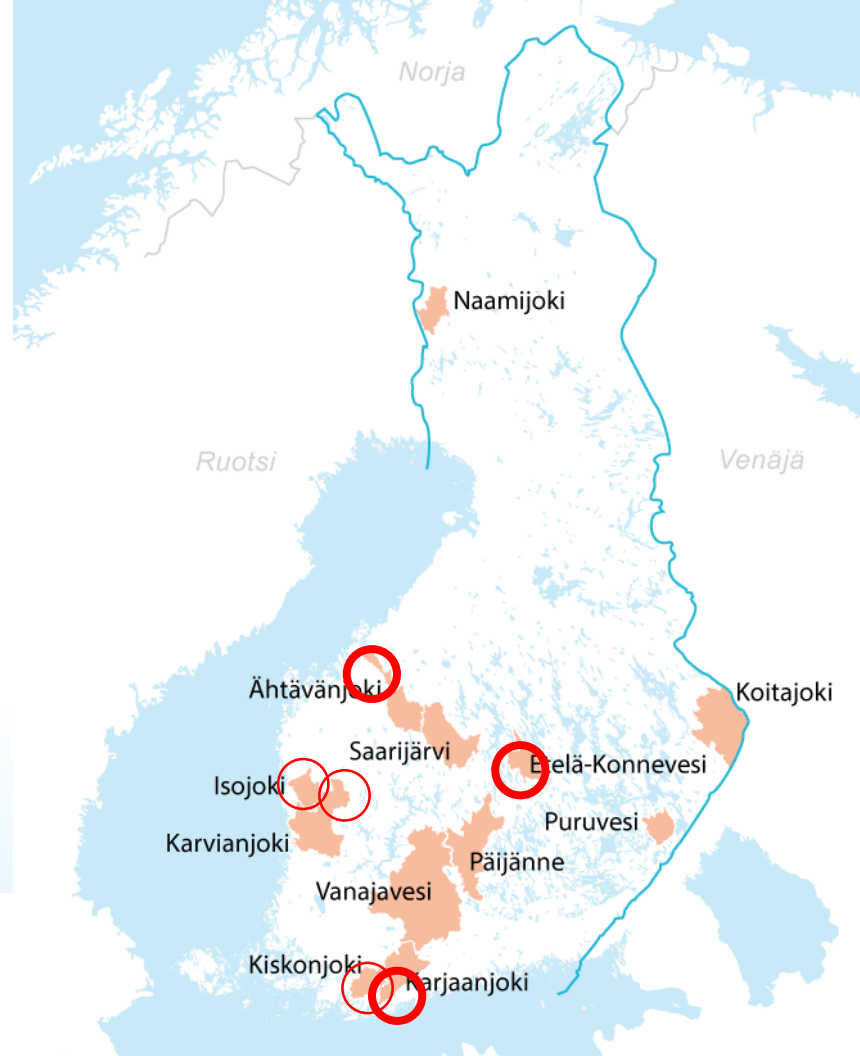 Norja
Naamijoki
Ruotsi
Venäjä
Ähtävänjoki
Koitajoki
Saarijärvi
Etelä-Konnevesi
Isojoki
Puruvesi
Karvianjoki
Päijänne
Vanajavesi
Kiskonjoki
Karjaanjoki